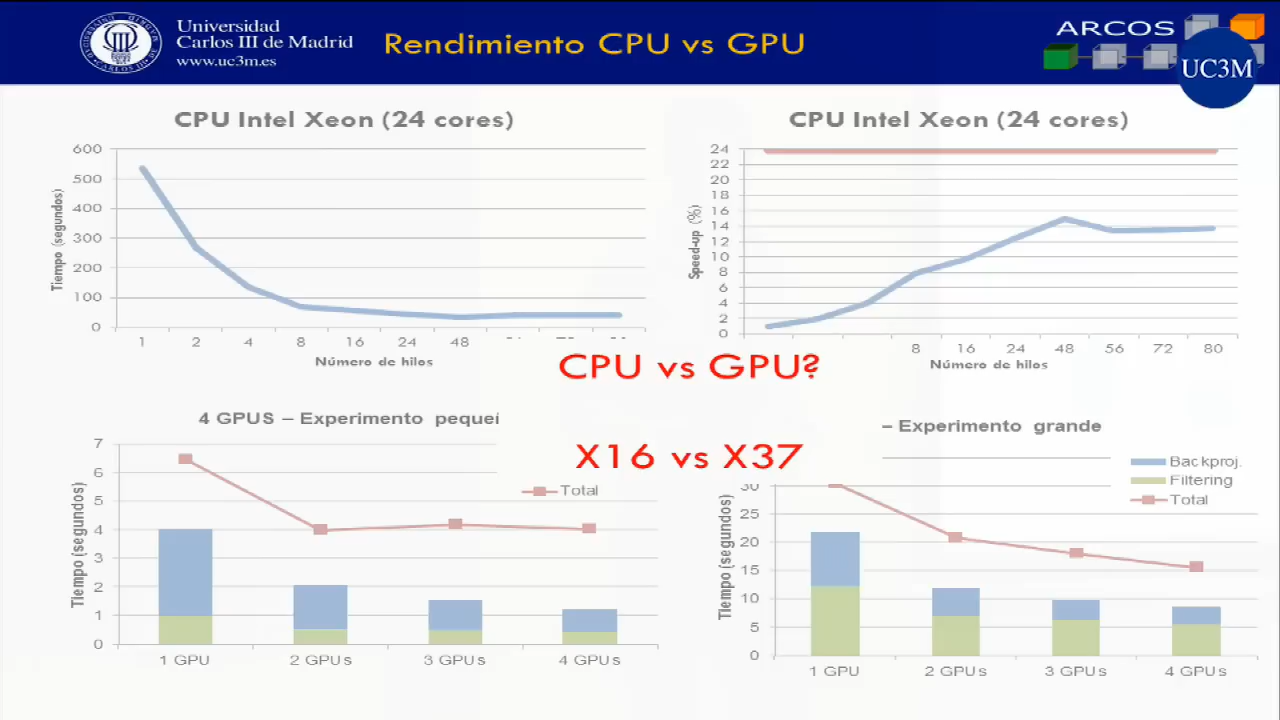 Universidad
Carlos III de Madrid
www.uc3m.es
Rendimiento CPU vs GPU
ARCOS
UC3M
CPU Intel Xeon (24 cores)
600
500
400
300
200
100
0
Tiempo (segundos)
1 2 4 8 16 24 48
Número de hilos
CPU Intel Xeon (24 cores)
24
22
20
18
16
14
12
10
8
6
4
2
0
Speed-up (%)
8 16 24 48 56 72 80
Número de hilos
CPU vs GPU?
X16 vs X37
4 GPUS – Experimento
7
6
5
4
3
2
1
0
Tiempo (segundos)
Total
1 GPU 2 GPUs 3 GPUs 4 GPUs
– Experimento grande
Backproj.
Filtering
Total
30
25
20
15
10
5
0
Tiempo (segundos)
1 GPU 2 GPUs 3 GPUs 4 GPUs